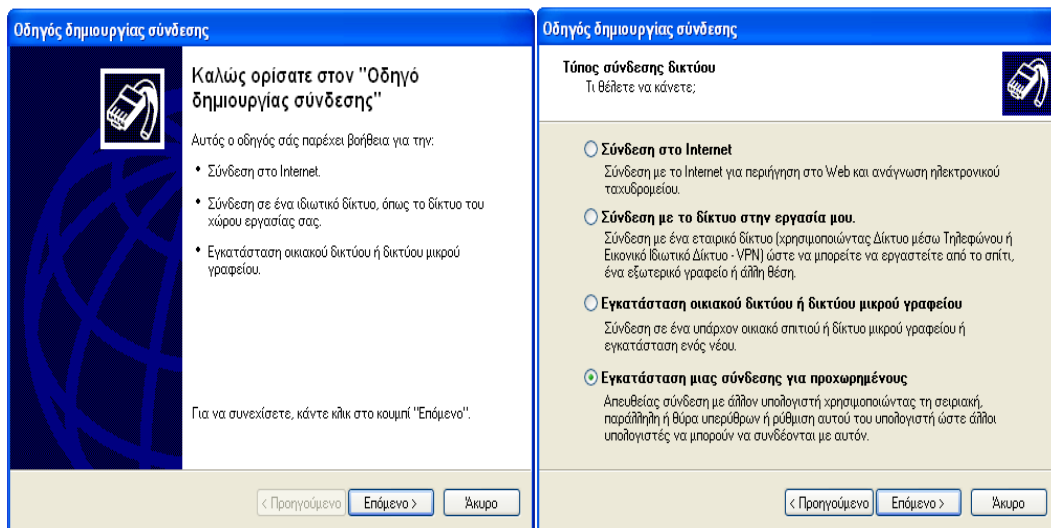 Οδηγός δημιουργίας σύνδεσης
Καλώς ορίσατε στον "Οδηγό
δημιουργίας σύνδεσης"
Αυτός ο οδηγός σάς παρέχει βοήθεια για την:
• Σύνδεση στο Internet.
• Σύνδεση σε ένα ιδιωτικό δίκτυο, όπως το δίκτυο του
χώρου εργασίας σας.
• Εγκατάσταση οικιακού δικτύου ή δικτύου μικρού
γραφείου.
Για να συνεχίσετε, κάντε κλικ στο κουμπί "Επόμενο".
< Προηγούμενο Επόμενο > Άκυρο
Οδηγός δημιουργίας σύνδεσης
Τύπος σύνδεσης δικτύου
Τι θέλετε να κάνετε;
Σύνδεση στο Internet
Σύνδεση με το Internet για περιήγηση στο Web και ανάγνωση ηλεκτρονικού
ταχυδρομείου.
Σύνδεση με το δίκτυο στην εργασία μου.
Σύνδεση με ένα εταιρικό δίκτυο (χρησιμοποιώντας Δίκτυο μέσω Τηλεφώνου ή
Εικονικό Ιδιωτικό Δίκτυο - VPN) ώστε να μπορείτε να εργαστείτε από το σπίτι,
ένα εξωτερικό γραφείο ή άλλη θέση.
Εγκατάσταση οικιακού δικτύου ή δικτύου μικρού γραφείου
Σύνδεση σε ένα υπάρχον οικιακό σπιτιού ή δίκτυο μικρού γραφείου ή
εγκατάσταση ενός νέου.
Εγκατάσταση μιας σύνδεσης για προχωρημένους
Απευθείας σύνδεση με άλλον υπολογιστή χρησιμοποιώντας τη σειριακή,
παράλληλη ή θύρα υπερύθρων ή ρύθμιση αυτού του υπολογιστή ώστε άλλοι
υπολογιστές να μπορούν να συνδέονται με αυτόν.
< Προηγούμενο Επόμενο > Άκυρο